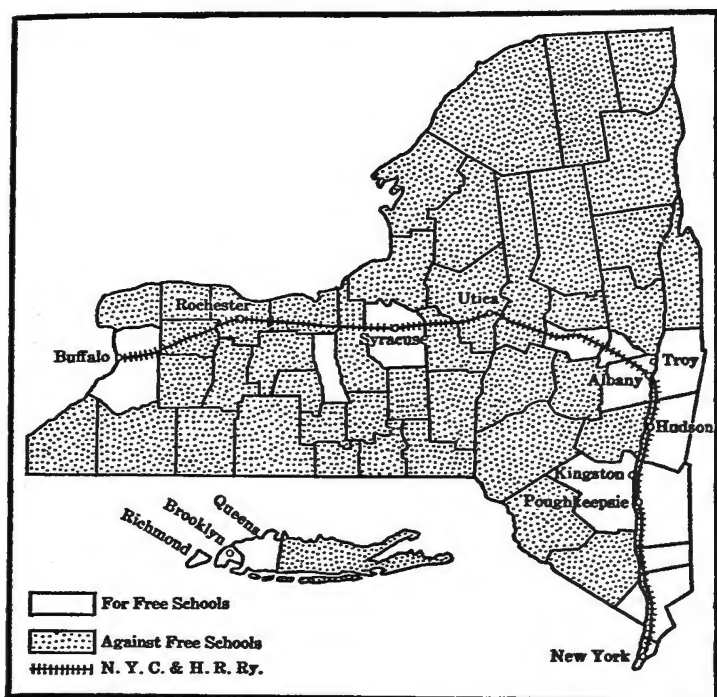 Rochester
Utica
Buffalo
Syracuse
Troy
Albany
Hudson
Kingston
Poughkeepsie
Queens
Brooklyn
Richmond
For Free Schools
Against Free Schools
N. Y. C. & H. R. Ry.
New York